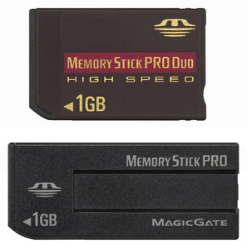 MEMORY STICK PRO DUO
HIGH SPEED
◄1GB
MEMORY STICK PRO
◄1GB
MAGICGATE